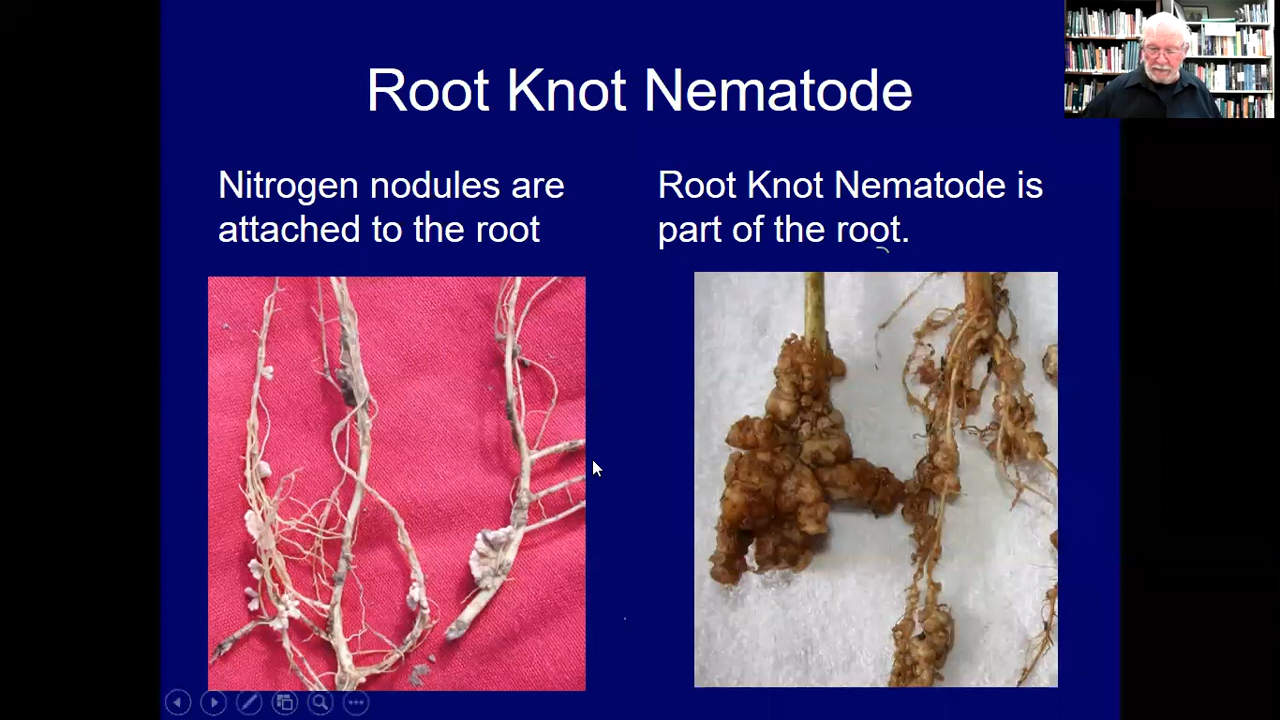 Root Knot Nematode
Nitrogen nodules are
attached to the root
Root Knot Nematode is
part of the root.